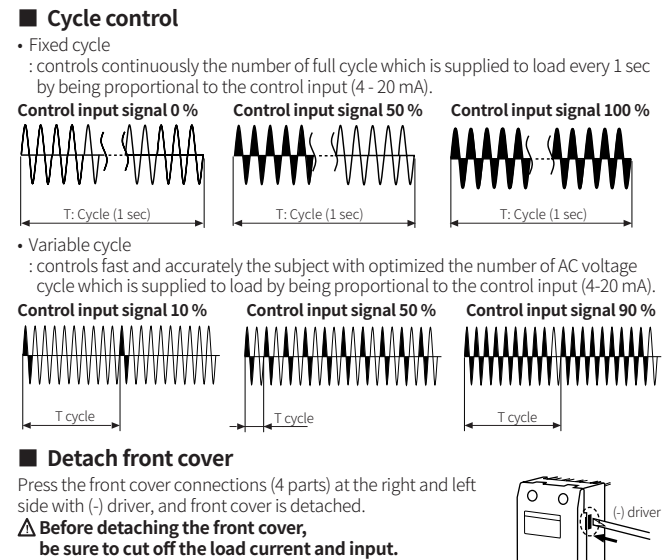 ■ Cycle control
• Fixed cycle
: controls continuously the number of full cycle which is supplied to load every 1 sec
by being proportional to the control input (4 - 20 mA).
Control input signal 0 % Control input signal 50 % Control input signal 100 %
T: Cycle (1 sec) T: Cycle (1 sec) T: Cycle (1 sec)
• Variable cycle
: controls fast and accurately the subject with optimized the number of AC voltage
cycle which is supplied to load by being proportional to the control input (4-20 mA).
Control input signal 10 % Control input signal 50 % Control input signal 90 %
T cycle T cycle T cycle
■ Detach front cover
Press the front cover connections (4 parts) at the right and left
side with (-) driver, and front cover is detached.
(-) driver
⚠ Before detaching the front cover,
be sure to cut off the load current and input.